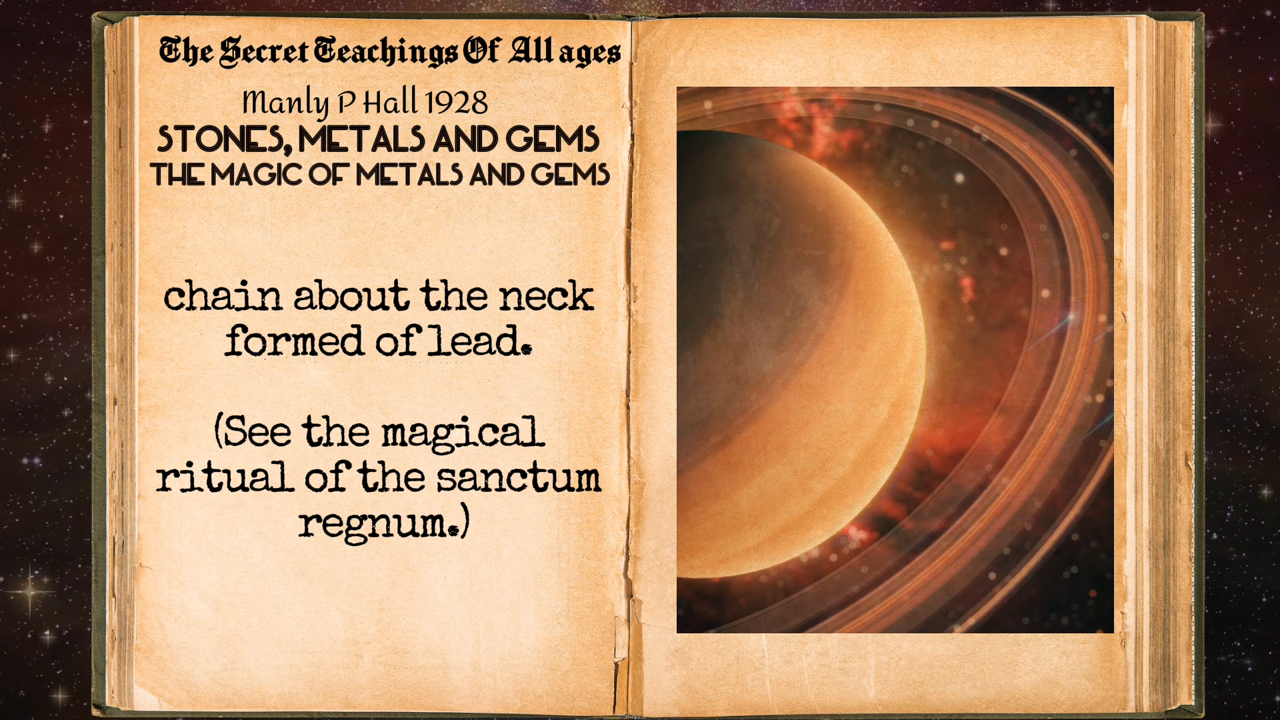 The Secret Teachings Of All ages
Manly P Hall 1928
STONES, METALS AND GEMS
THE MAGIC OF METALS AND GEMS
chain about the neck
formed of lead.
(See the magical
ritual of the sanctum
regnum.)